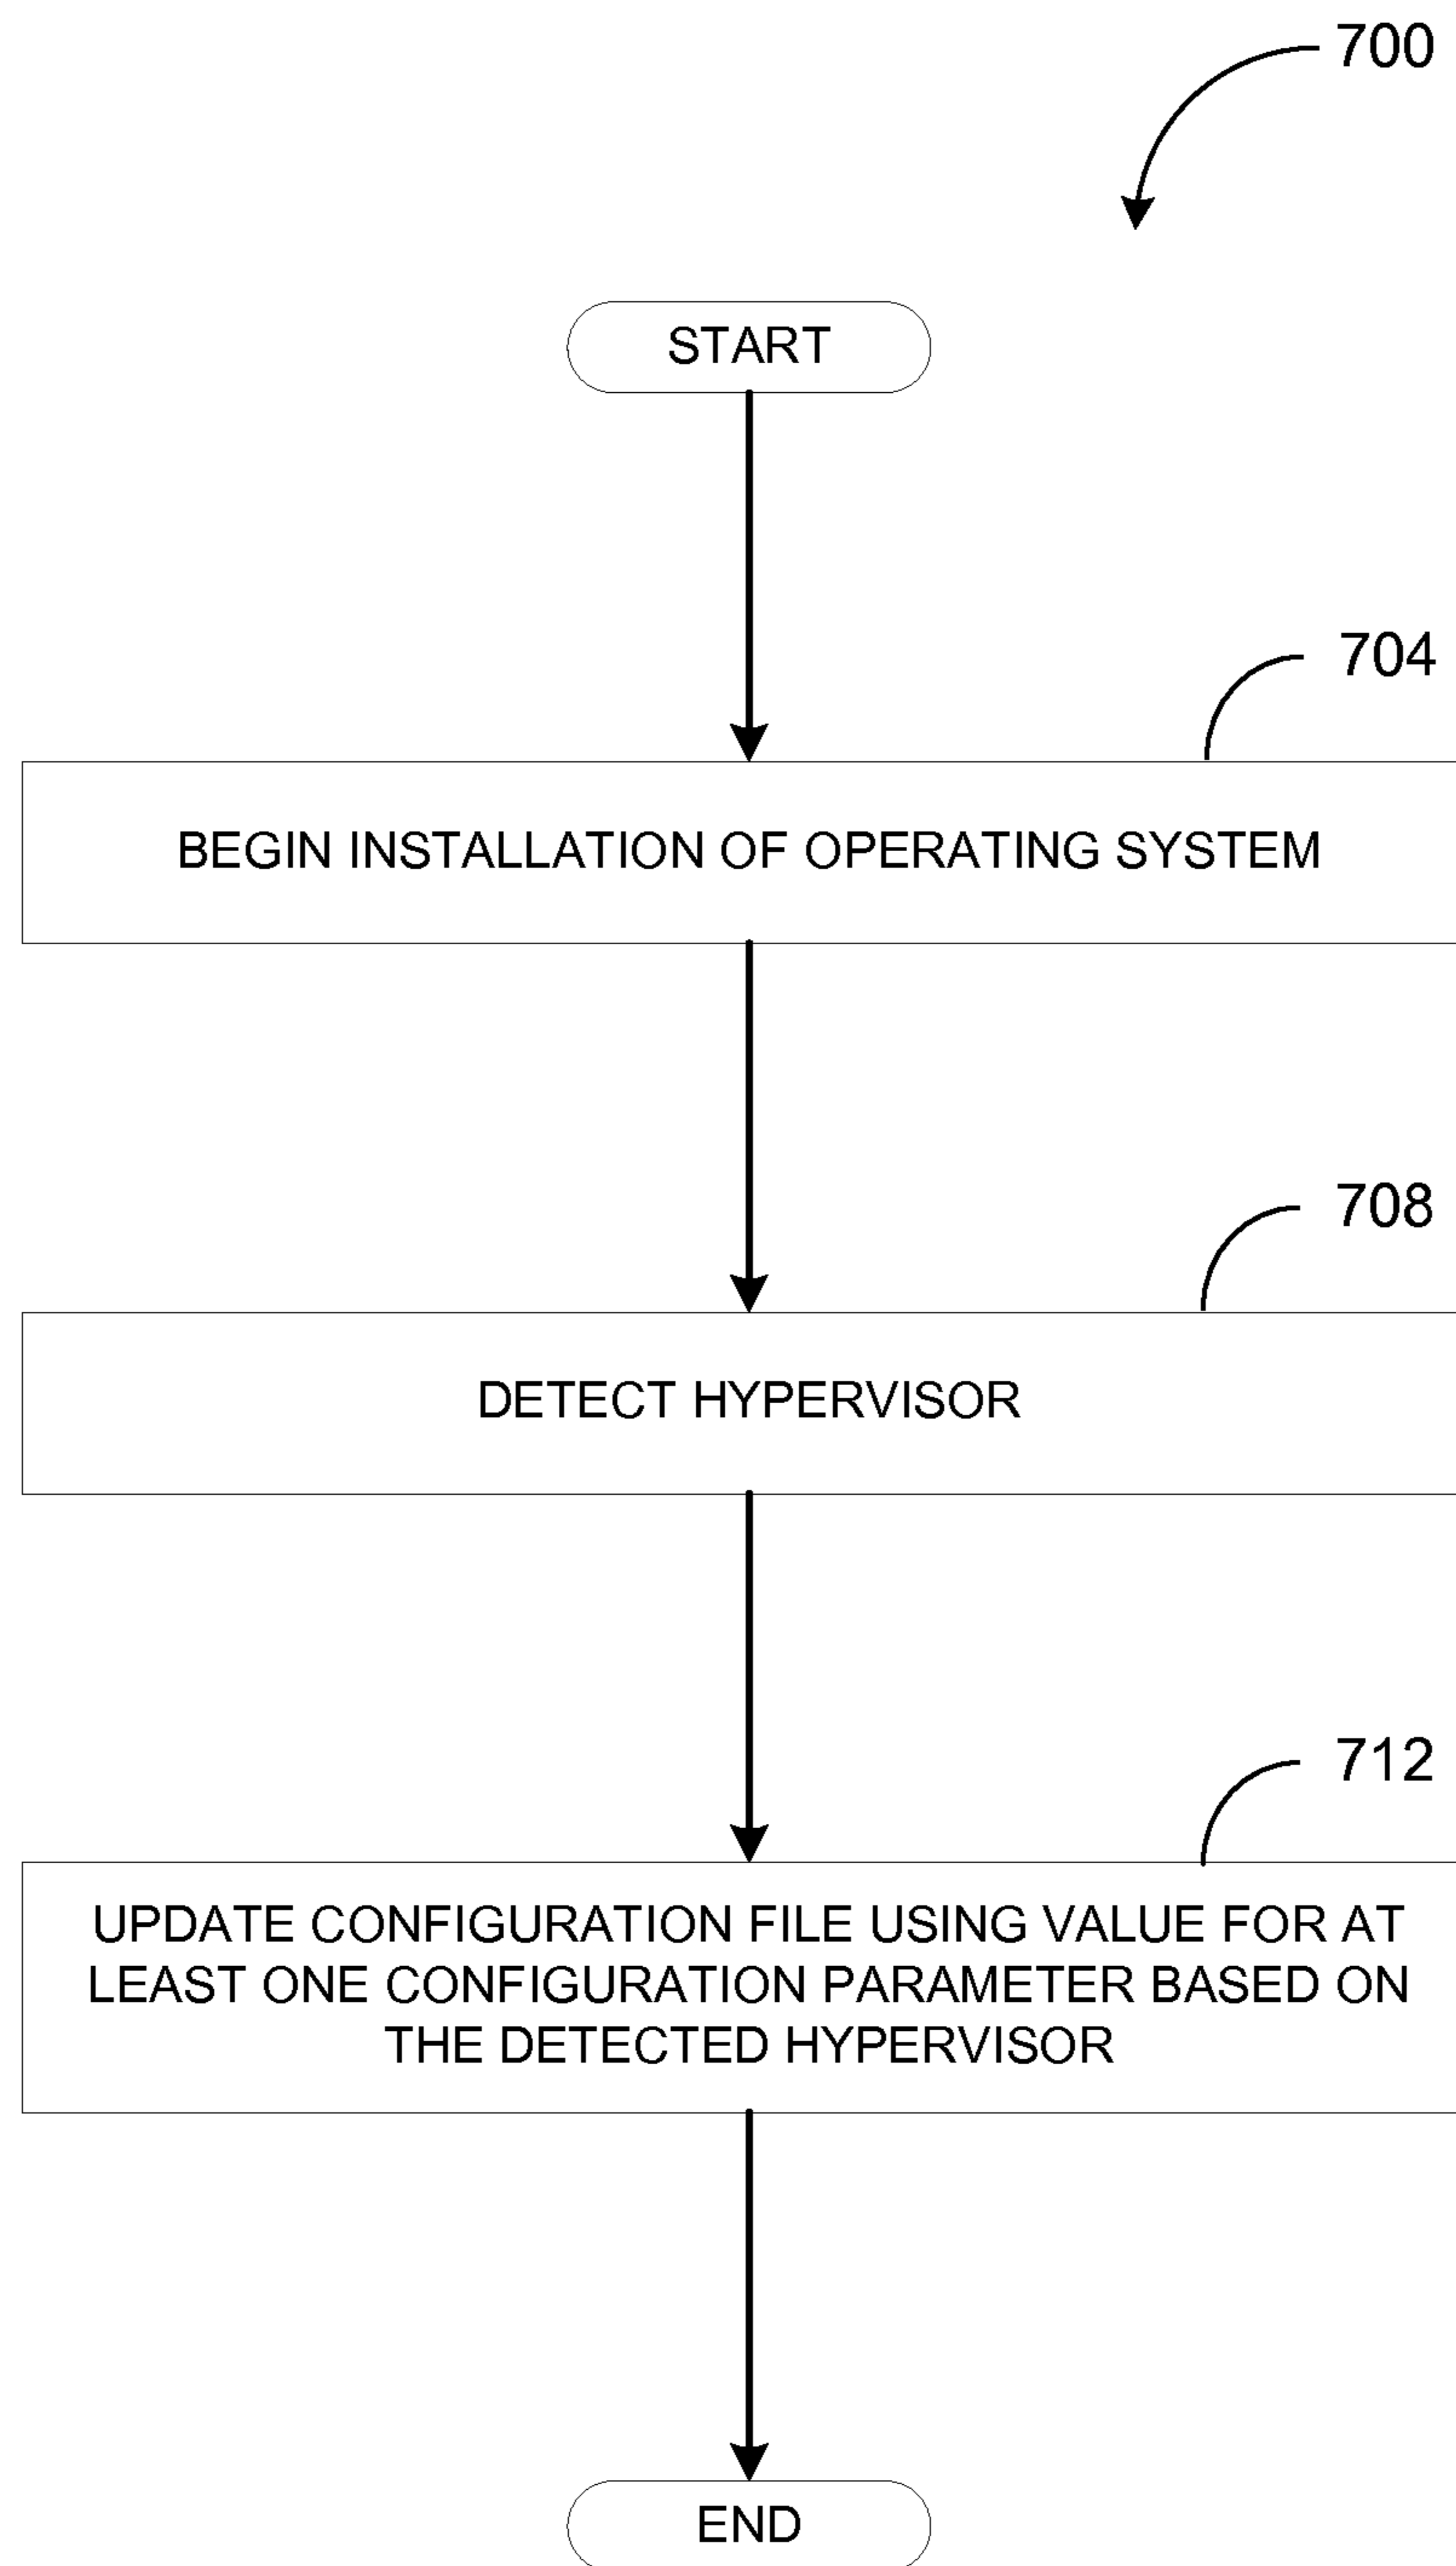 700
START
704
BEGIN INSTALLATION OF OPERATING SYSTEM
708
DETECT HYPERVISOR
712
UPDATE CONFIGURATION FILE USING VALUE FOR AT
LEAST ONE CONFIGURATION PARAMETER BASED ON
THE DETECTED HYPERVISOR
END